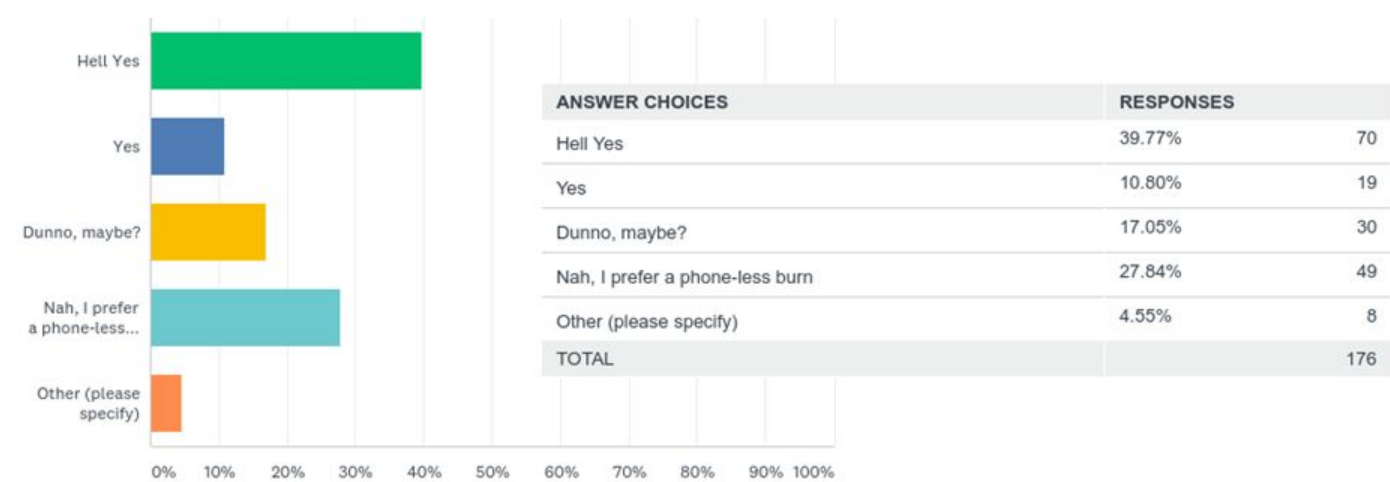 Hell Yes
Yes
Dunno, maybe?
Nah, I prefer
a phone-less...
Other (please
specify)
0% 10% 20% 30% 40% 50% 60% 70% 80% 90% 100%
ANSWER CHOICES RESPONSES
Hell Yes 39.77% 70
Yes 10.80% 19
Dunno, maybe? 17.05% 30
Nah, I prefer a phone-less burn 27.84% 49
Other (please specify) 4.55% 8
TOTAL 176